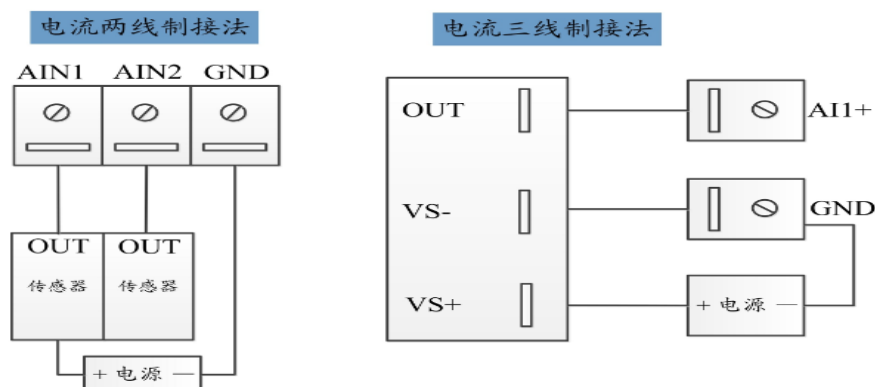 电流两线制接法
AIN1 AIN2 GND
OUT OUT
传感器 传感器
+ 电源 —
电流三线制接法
OUT AI1+
VS- GND
VS+ + 电源 —